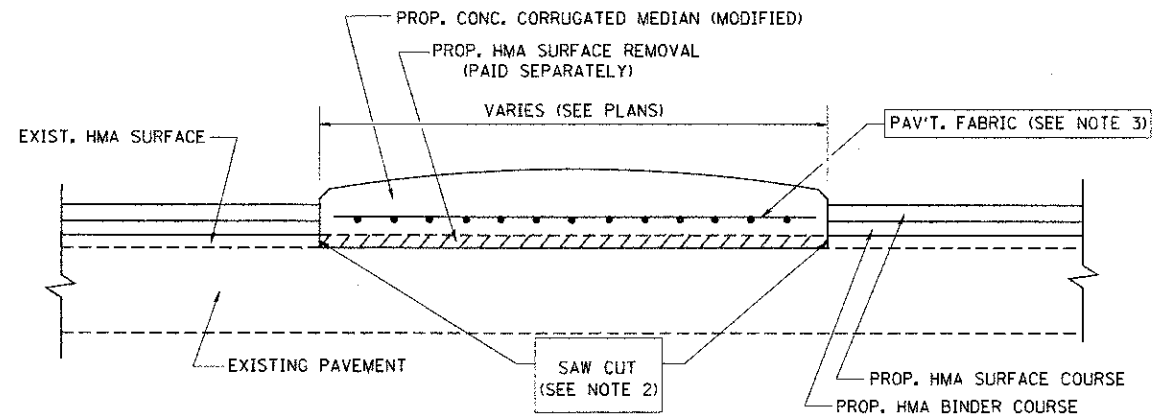 PROP. CONC. CORRUGATED MEDIAN (MODIFIED)
PROP. HMA SURFACE REMOVAL
(PAID SEPARATELY)
VARIES (SEE PLANS)
EXIST. HMA SURFACE
PAV'T. FABRIC (SEE NOTE 3)
EXISTING PAVEMENT
SAW CUT
(SEE NOTE 2)
PROP. HMA SURFACE COURSE
PROP. HMA BINDER COURSE